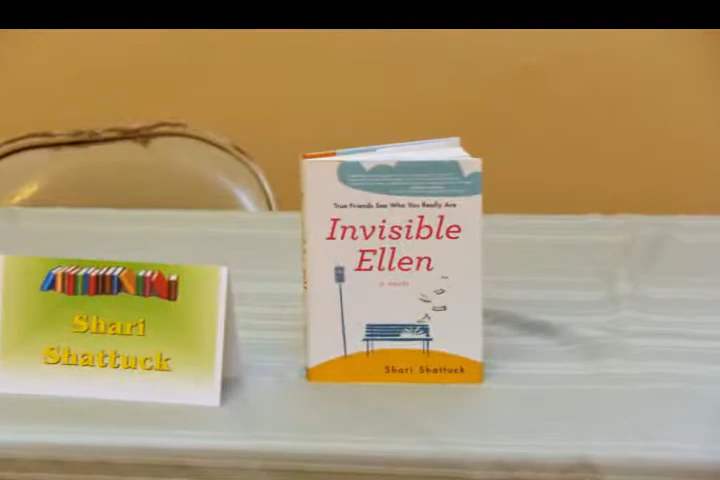 True Friends See Who You Really Are
Invisible
Ellen
a novel
Shari Shattuck
Shari
Shattuck